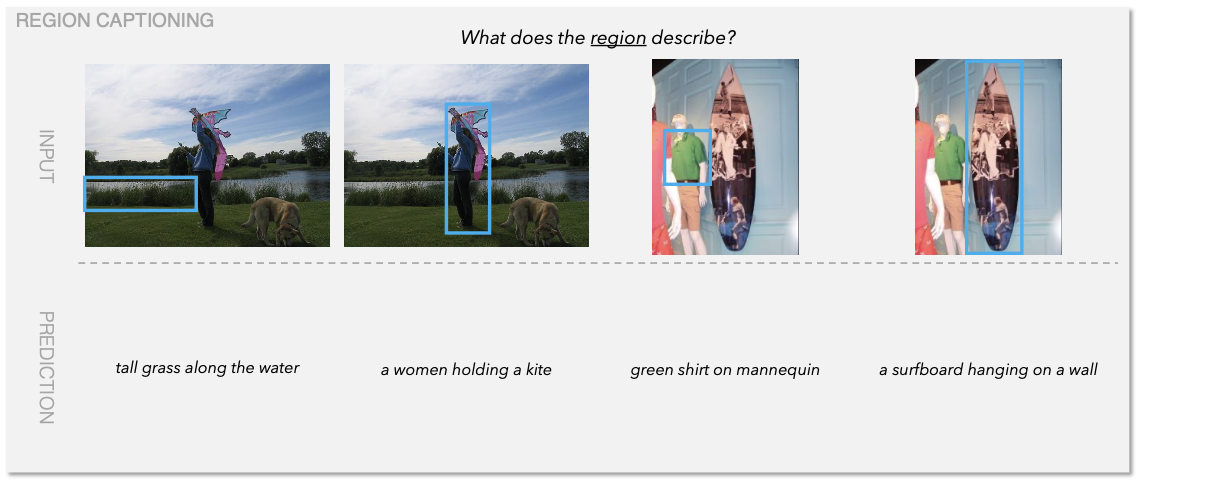 REGION CAPTIONING
What does the region describe?
INPUT
PREDICTION
tall grass along the water
a women holding a kite
green shirt on mannequin
a surfboard hanging on a wall